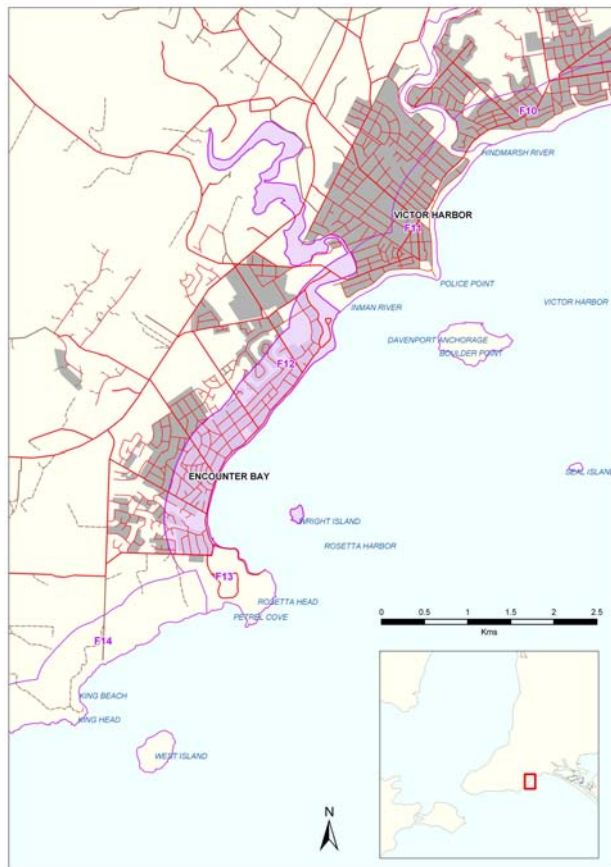 F10
HINDMARSH RIVER
VICTOR HARBOR
F11
POLICE POINT
VICTOR HARBOR
INMAN RIVER
DAVENPORT ANCHORAGE
BOULDER POINT
F12
SEAL ISLAND
ENCOUNTER BAY
WRIGHT ISLAND
ROSETTA HARBOR
F13
ROSETTA HEAD
PETREL COVE
0 0.5 1 1.5 2 2.5
Kms
F14
KING BEACH
KING HEAD
WEST ISLAND
N